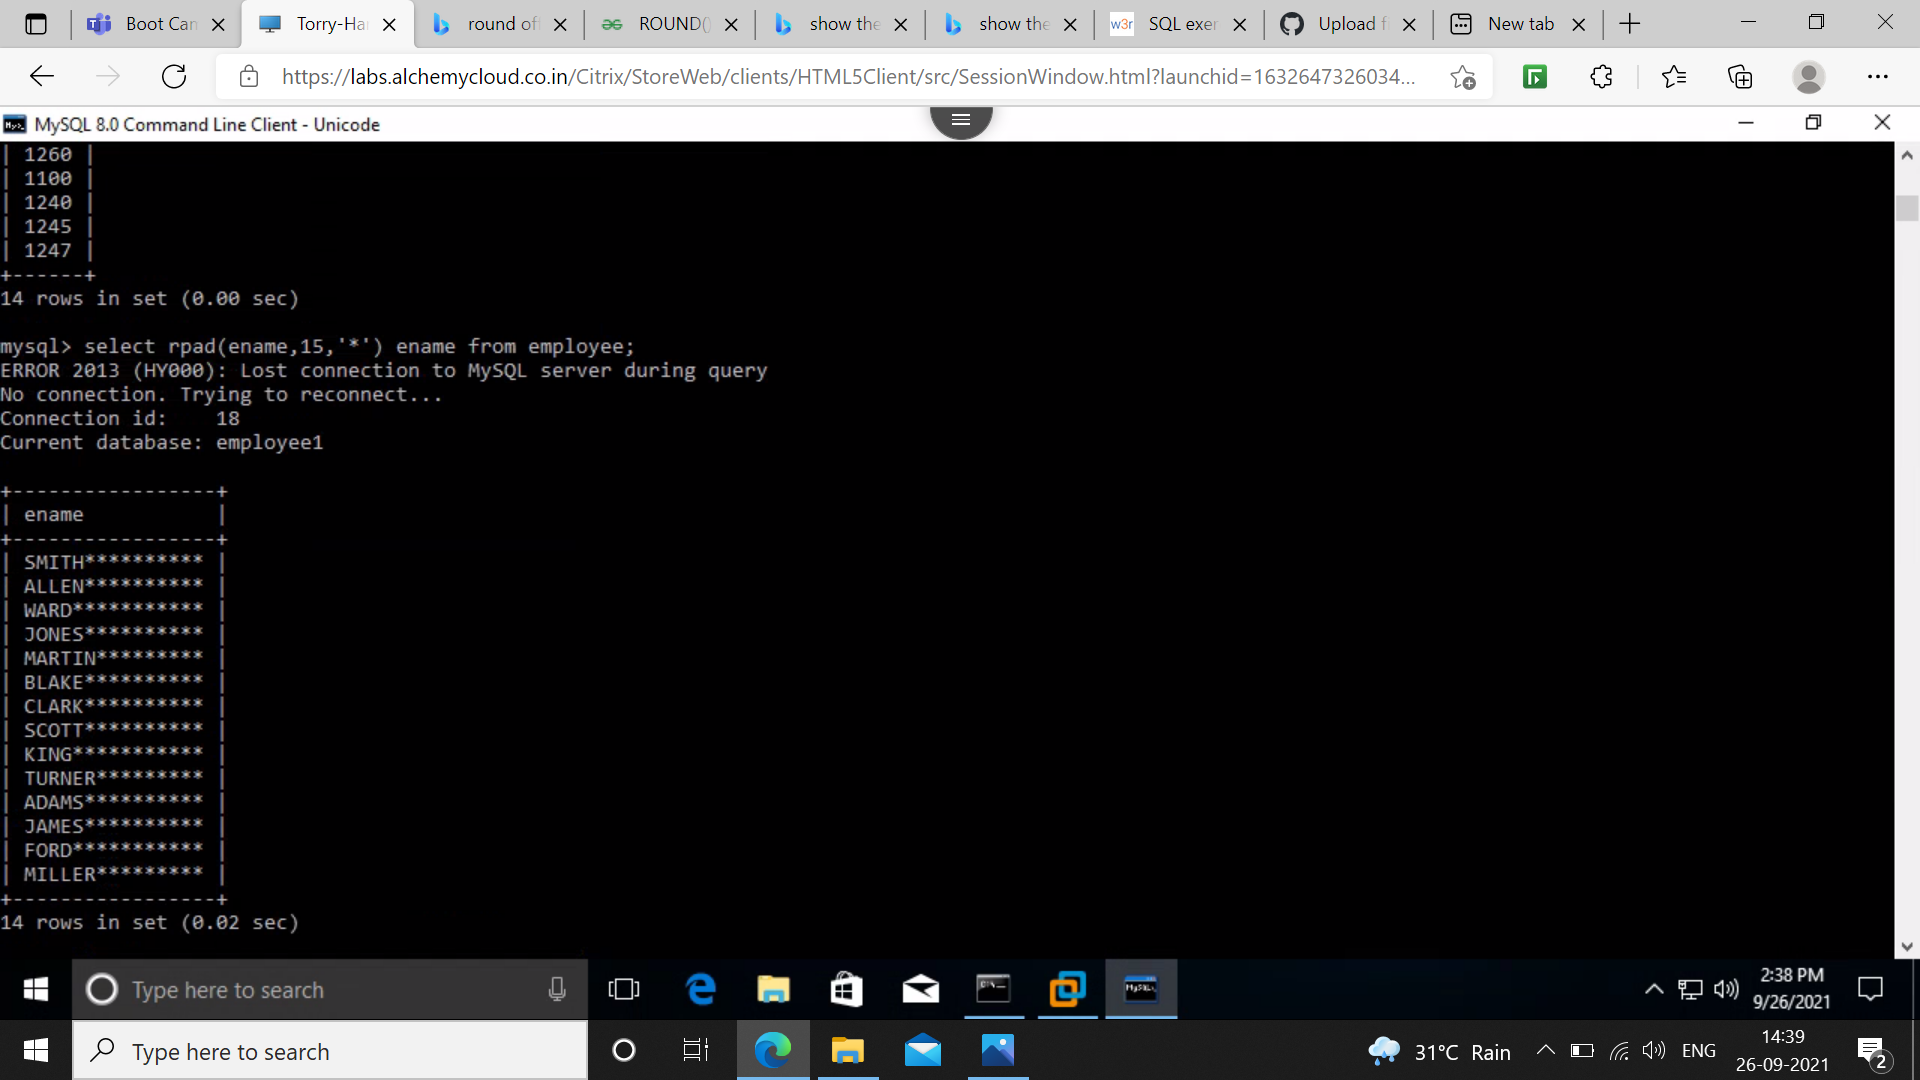 Boot Can
Torry-Ha
round of
ROUND()
show the
show the
w3r SQL exer
Upload f
New tab
https://labs.alchemycloud.co.in/Citrix/StoreWeb/clients/HTML5Client/src/SessionWindow.html?launchid=1632647326034...
MySQL 8.0 Command Line Client - Unicode
| 1260 |
| 1100 |
| 1240 |
| 1245 |
| 1247 |
+------+
14 rows in set (0.00 sec)
mysql> select rpad(ename,15,'*') ename from employee;
ERROR 2013 (HY000): Lost connection to MySQL server during query
No connection. Trying to reconnect...
Connection id:    18
Current database: employee1
+-----------------+
| ename           |
+-----------------+
| SMITH********** |
| ALLEN********** |
| WARD*********** |
| JONES********** |
| MARTIN********* |
| BLAKE********** |
| CLARK********** |
| SCOTT********** |
| KING*********** |
| TURNER********* |
| ADAMS********** |
| JAMES********** |
| FORD*********** |
| MILLER********* |
+-----------------+
14 rows in set (0.02 sec)
Type here to search
2:38 PM
9/26/2021
Type here to search
31°C Rain
ENG
14:39
26-09-2021
2